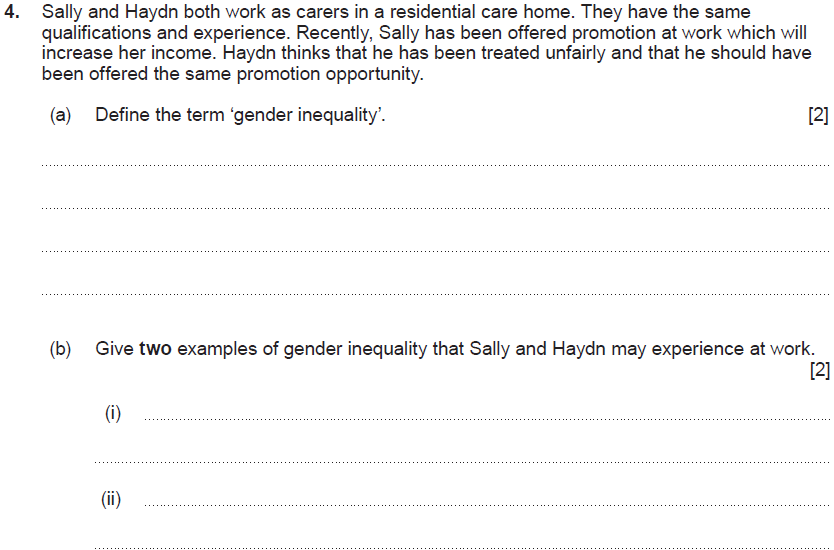 4. Sally and Haydn both work as carers in a residential care home. They have the same
qualifications and experience. Recently, Sally has been offered promotion at work which will
increase her income. Haydn thinks that he has been treated unfairly and that he should have
been offered the same promotion opportunity.
(a) Define the term ‘gender inequality’. [2]
(b) Give two examples of gender inequality that Sally and Haydn may experience at work.
[2]
(i)
(ii)